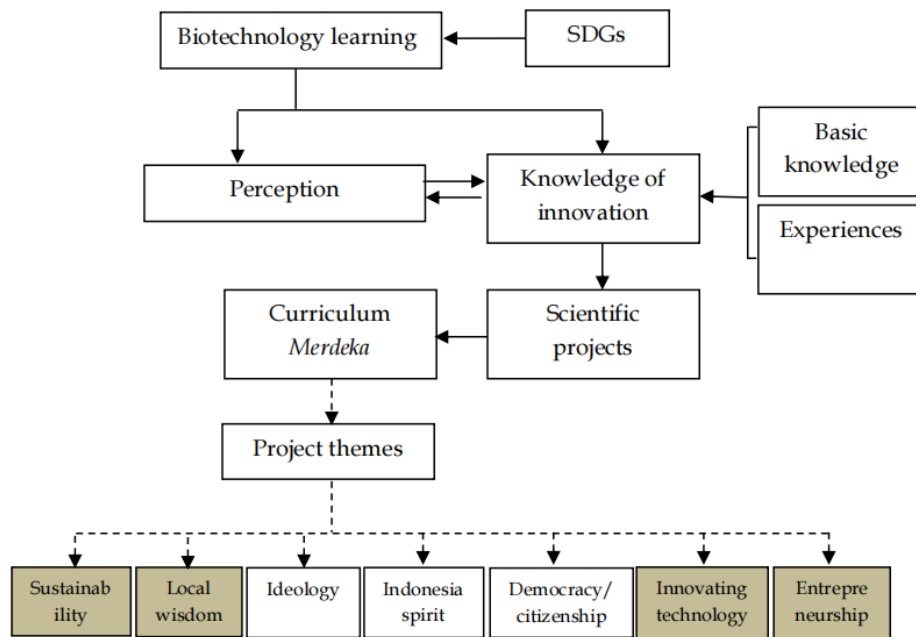 Biotechnology learning
SDGs
Perception
Knowledge of
innovation
Basic
knowledge
Experiences
Curriculum
Merdeka
Scientific
projects
Project themes
Sustainab
ility
Local
wisdom
Ideology
Indonesia
spirit
Democracy/
citizenship
Innovating
technology
Entrepre
neurship